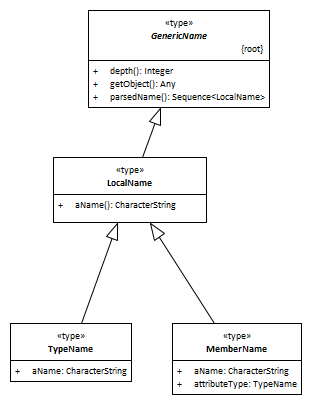 «type»
GenericName
{root}
+ depth(): Integer
+ getObject(): Any
+ parsedName(): Sequence<LocalName>
«type»
LocalName
+ aName(): CharacterString
«type»
TypeName
+ aName: CharacterString
«type»
MemberName
+ aName: CharacterString
+ attributeType: TypeName